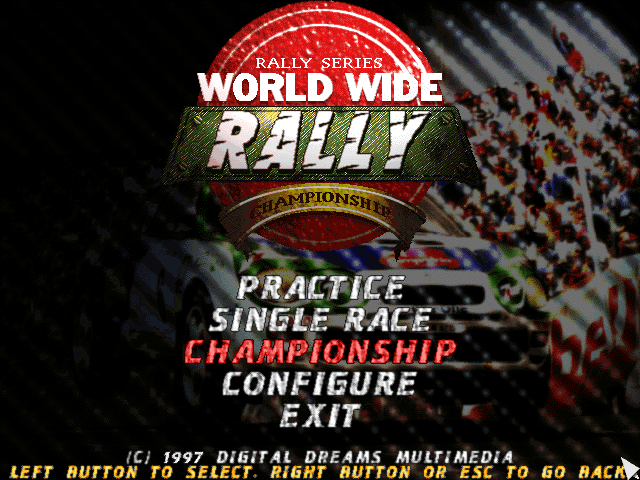 RALLY SERIES
WORLD WIDE
RALLY
CHAMPIONSHIP
PRACTICE
SINGLE RACE
CHAMPIONSHIP
CONFIGURE
EXIT
(C) 1997 DIGITAL DREAMS MULTIMEDIA
LEFT BUTTON TO SELECT. RIGHT BUTTON OR ESC TO GO BACK